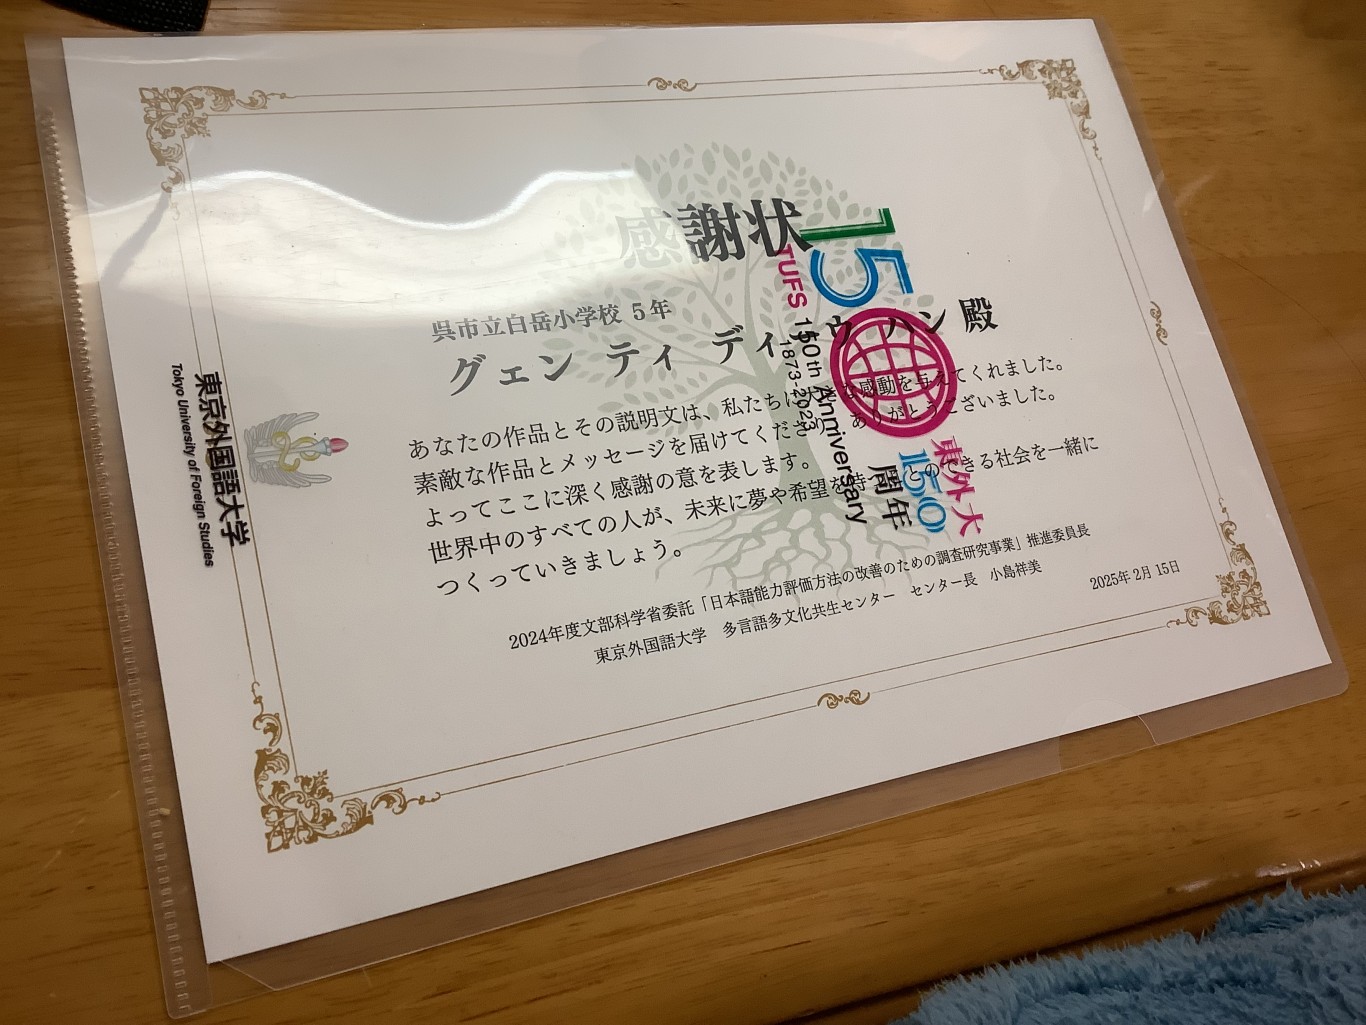 感謝状
呉市立白岳小学校 5年
グェン ティ ディウ ハン 殿
あなたの作品とその説明文は、私たちに大きな感動を与えてくれました。
素敵な作品とメッセージを届けてくださり、ありがとうございました。
よってここに深く感謝の意を表します。
世界中のすべての人が、未来に夢や希望を持つことのできる社会を一緒に
つくっていきましょう。
2024年度文部科学省委託「日本語能力評価方法の改善のための調査研究事業」推進委員長
東京外国語大学 多言語多文化共生センター センター長 小島祥美
2025年 2月 15日
東京外国語大学
Tokyo University of Foreign Studies
150
TUFS 150th Anniversary
1873-2023
東外大
150
周年